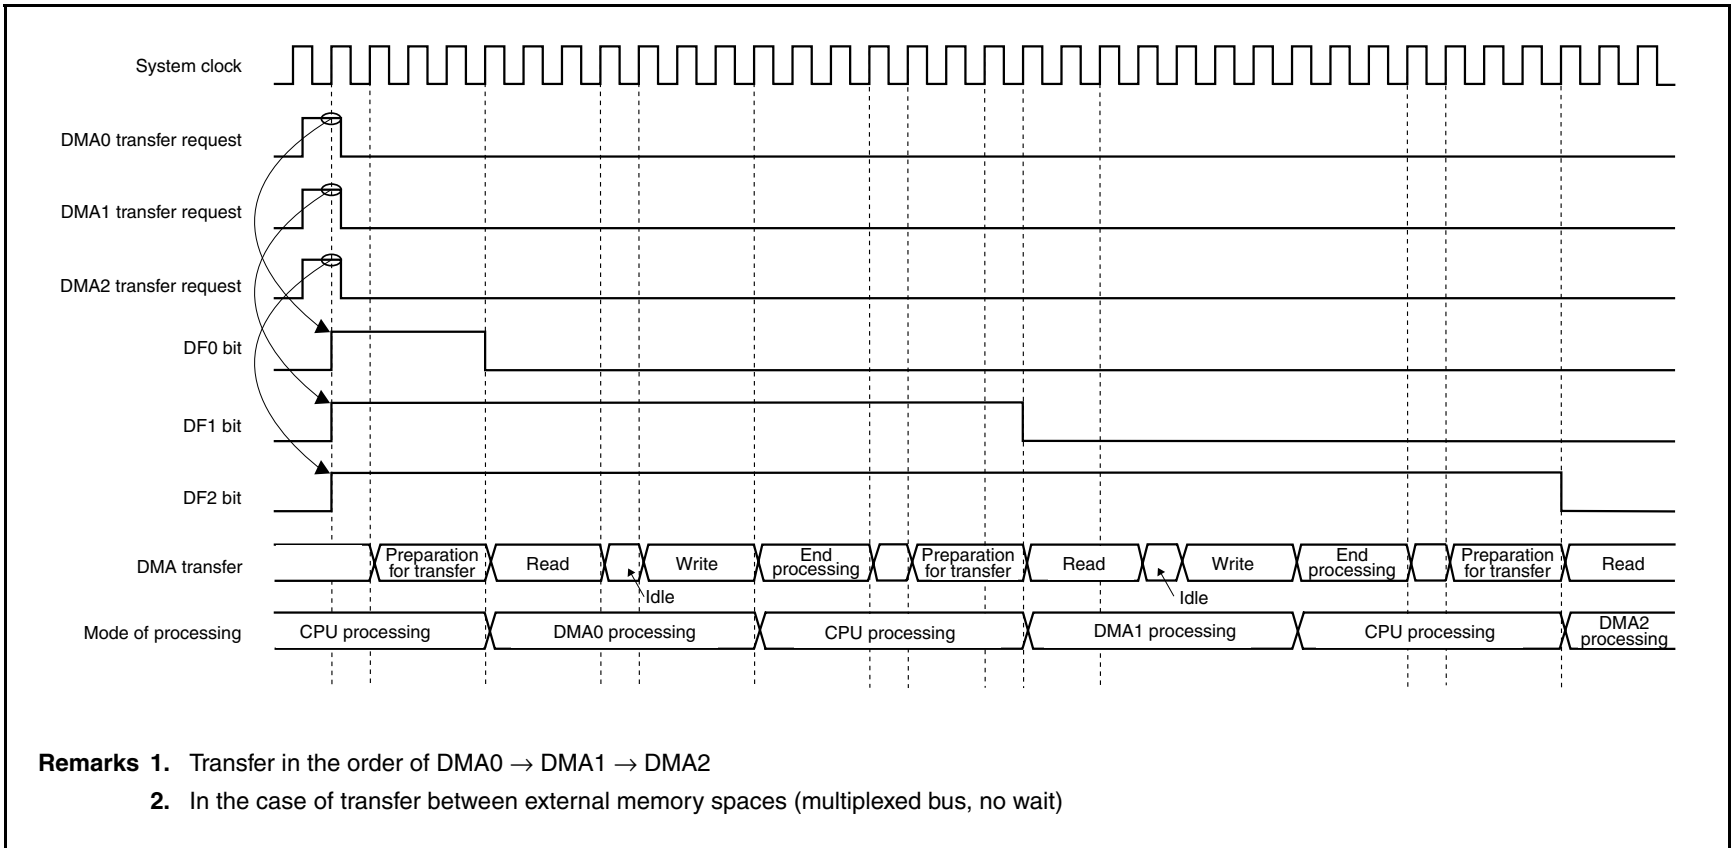 System clock
DMA0 transfer request
DMA1 transfer request
DMA2 transfer request
DF0 bit
DF1 bit
DF2 bit
DMA transfer
Preparation
for transfer
Read
Write
End
processing
Preparation
for transfer
Read
Write
End
processing
Preparation
for transfer
Read
Idle
Idle
Mode of processing
CPU processing
DMA0 processing
CPU processing
DMA1 processing
CPU processing
DMA2
processing
Remarks 1. Transfer in the order of DMA0 → DMA1 → DMA2
2. In the case of transfer between external memory spaces (multiplexed bus, no wait)